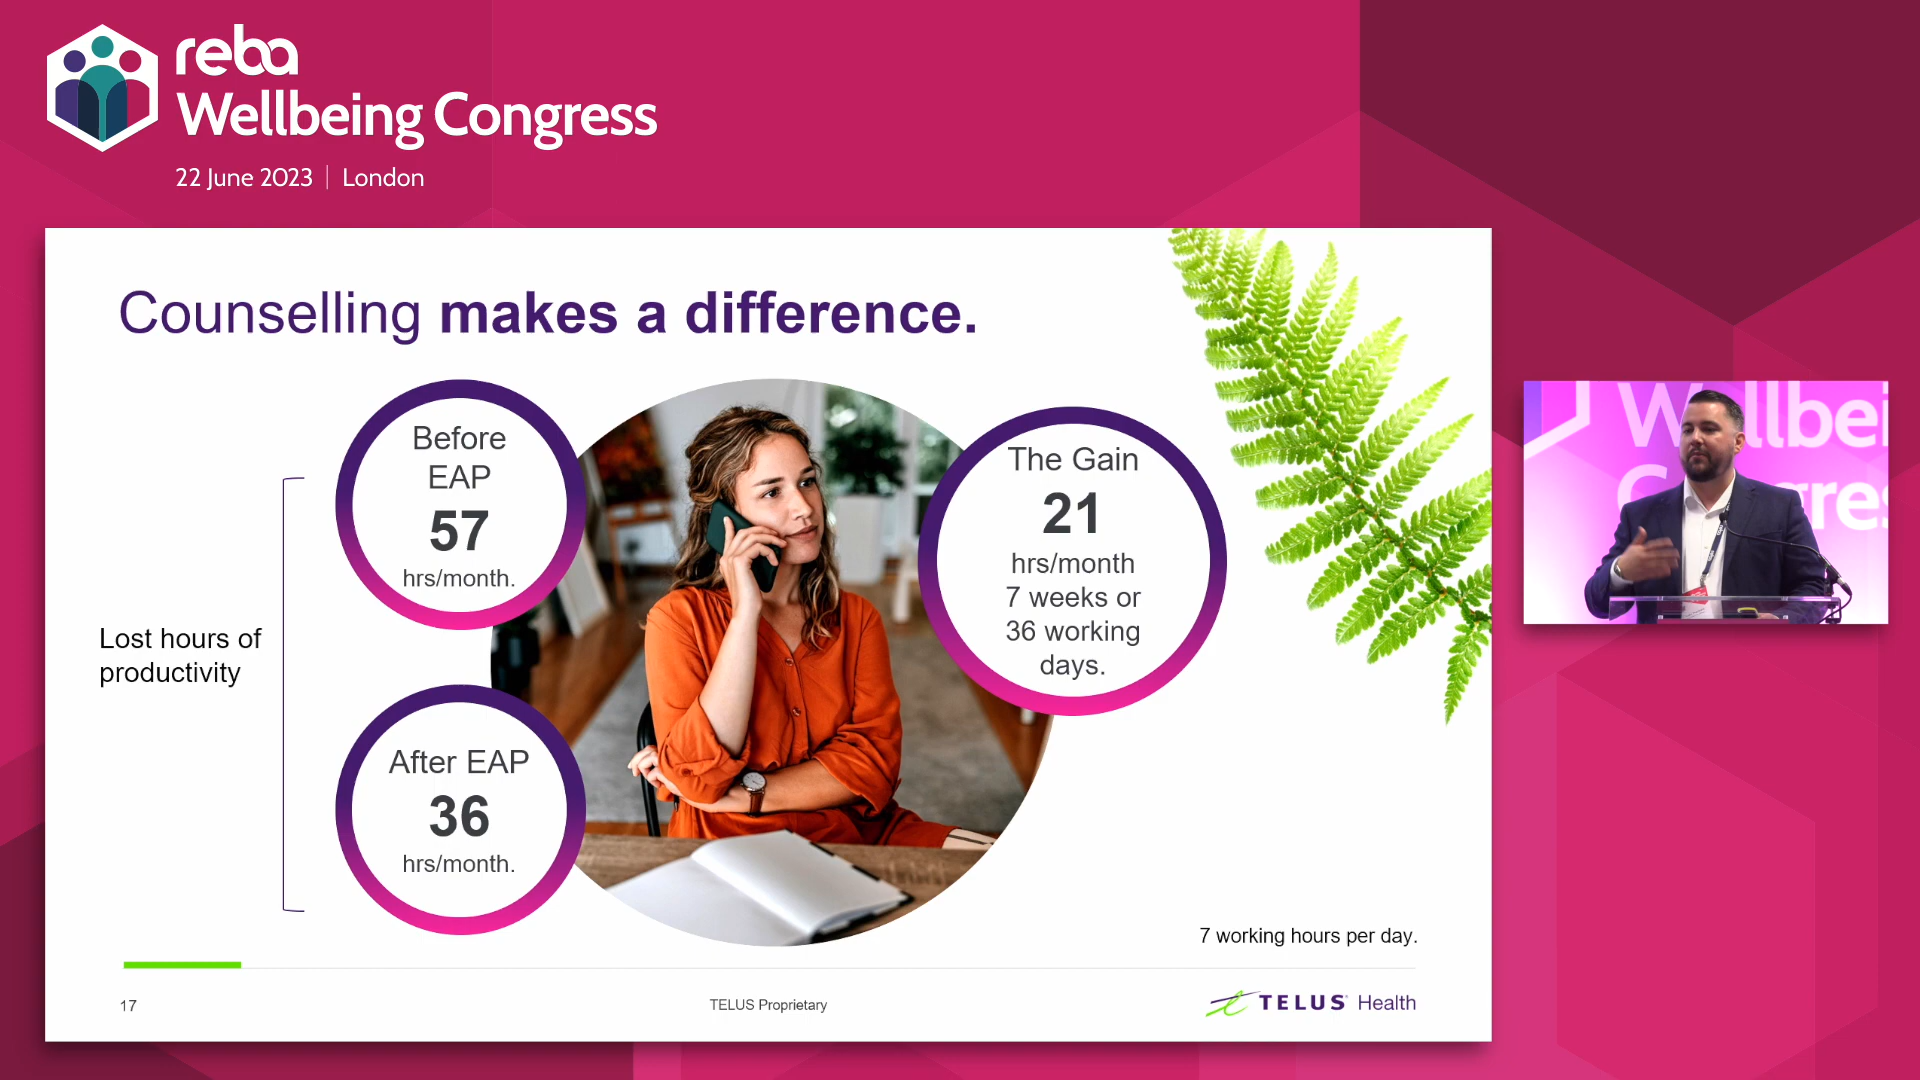 reba
Wellbeing Congress
22 June 2023 | London
Counselling makes a difference.
Before
EAP
57
hrs/month.
The Gain
21
hrs/month
7 weeks or
36 working
days.
Lost hours of
productivity
After EAP
36
hrs/month.
7 working hours per day.
17
TELUS Proprietary
TELUS Health